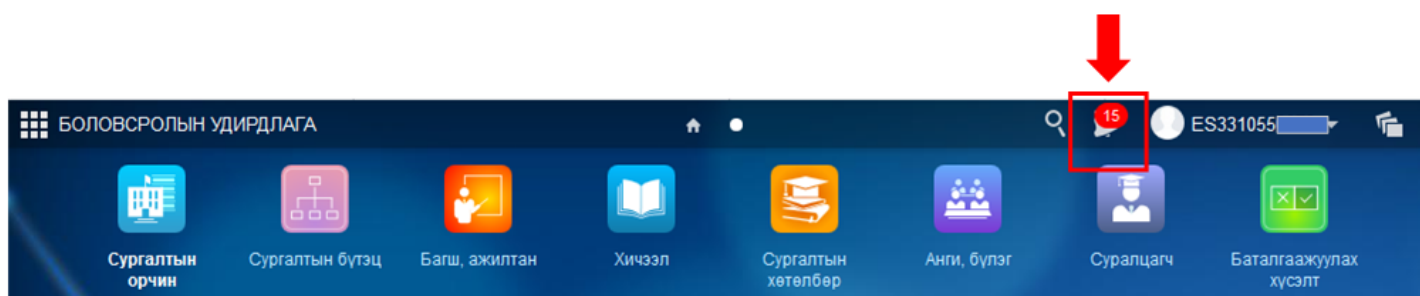 15
БОЛОВСРОЛЫН УДИРДЛАГА
ES331055
Сургалтын
орчин
Сургалтын бүтэц
Багш, ажилтан
Хичээл
Сургалтын
хөтөлбөр
Анги, бүлэг
Суралцагч
Баталгаажуулах
хүсэлт